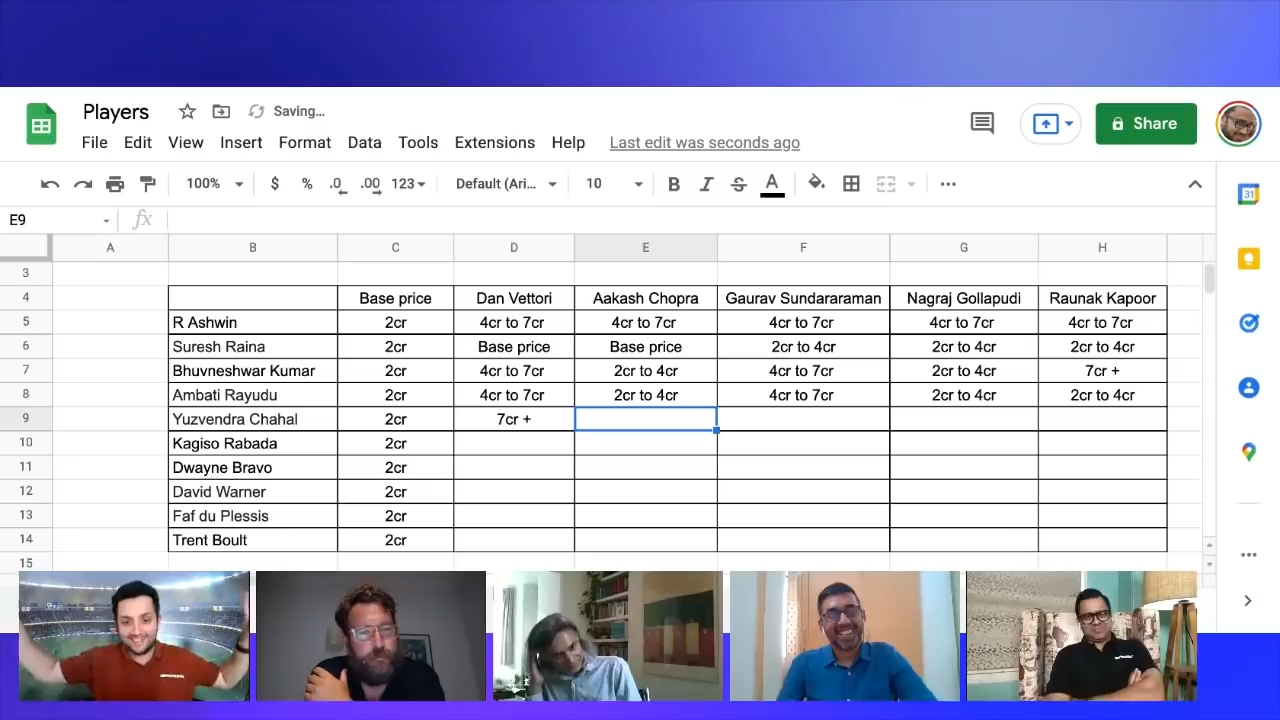 Players Saving...
File Edit View Insert Format Data Tools Extensions Help Last edit was seconds ago
Share
100% $ % .0 .00 123 Default (Ari... 10 B I S A
E9 fx
A B C D E F G H
3
4 Base price Dan Vettori Aakash Chopra Gaurav Sundararaman Nagraj Gollapudi Raunak Kapoor
5 R Ashwin 2cr 4cr to 7cr 4cr to 7cr 4cr to 7cr 4cr to 7cr 4cr to 7cr
6 Suresh Raina 2cr Base price Base price 2cr to 4cr 2cr to 4cr 2cr to 4cr
7 Bhuvneshwar Kumar 2cr 4cr to 7cr 2cr to 4cr 4cr to 7cr 2cr to 4cr 7cr +
8 Ambati Rayudu 2cr 4cr to 7cr 2cr to 4cr 4cr to 7cr 2cr to 4cr 2cr to 4cr
9 Yuzvendra Chahal 2cr 7cr +
10 Kagiso Rabada 2cr
11 Dwayne Bravo 2cr
12 David Warner 2cr
13 Faf du Plessis 2cr
14 Trent Boult 2cr
15
31